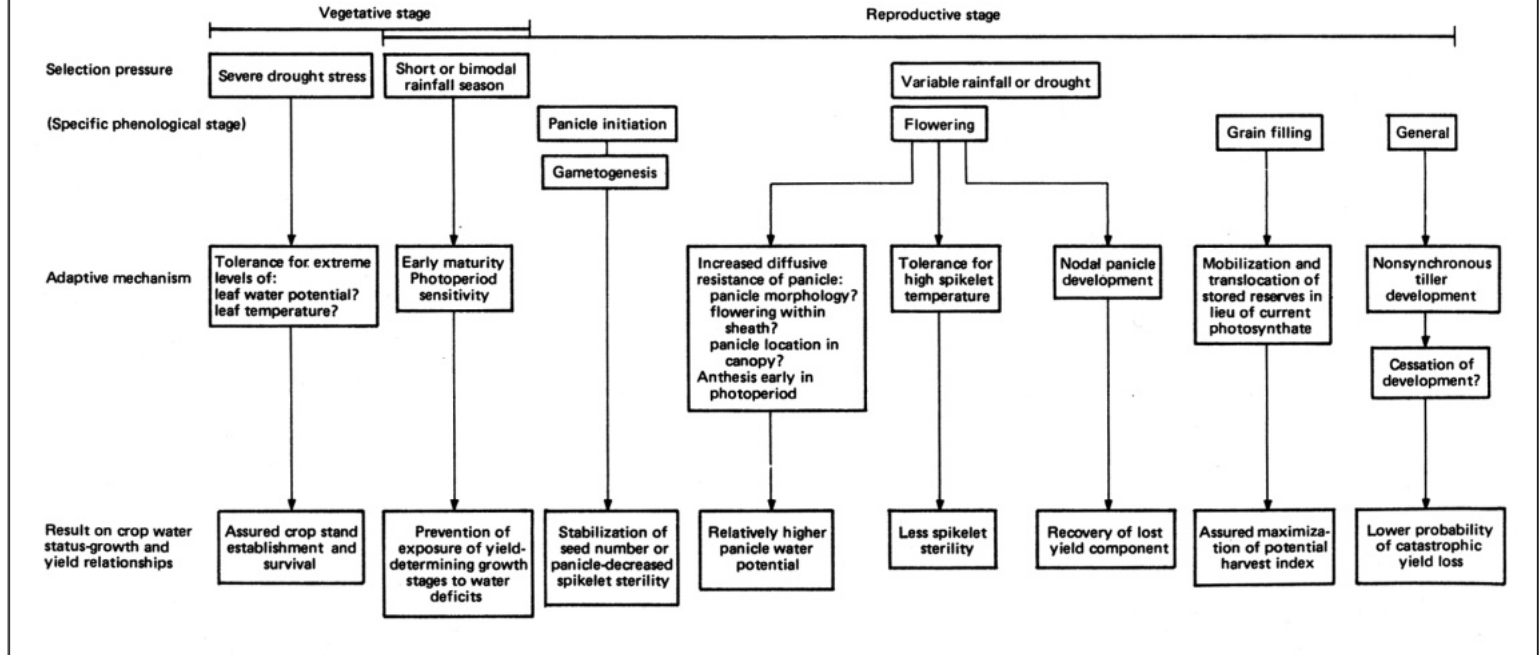 Vegetative stage
Reproductive stage
Selection pressure
Severe drought stress
Short or bimodal
rainfall season
Variable rainfall or drought
(Specific phenological stage)
Panicle initiation
Flowering
Grain filling
General
Gametogenesis
Adaptive mechanism
Tolerance for extreme
levels of:
leaf water potential?
leaf temperature?
Early maturity
Photoperiod
sensitivity
Increased diffusive
resistance of panicle:
panicle morphology?
flowering within
sheath?
panicle location in
canopy?
Anthesis early in
photoperiod
Tolerance for
high spikelet
temperature
Nodal panicle
development
Mobilization and
translocation of
stored reserves in
lieu of current
photosynthate
Nonsynchronous
tiller
development
Cessation of
development?
Result on crop water
status-growth and
yield relationships
Assured crop stand
establishment and
survival
Prevention of
exposure of yield-
determining growth
stages to water
deficits
Stabilization of
seed number or
panicle-decreased
spikelet sterility
Relatively higher
panicle water
potential
Less spikelet
sterility
Recovery of lost
yield component
Assured maximiza-
tion of potential
harvest index
Lower probability
of catastrophic
yield loss